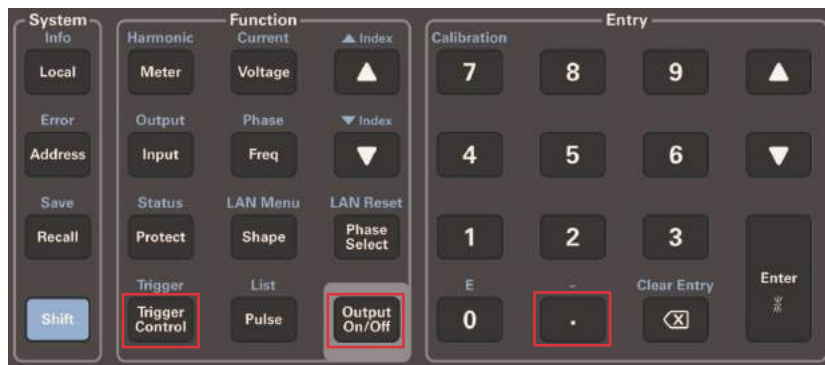 System
Function
Entry
Info
Harmonic
Current
▲ Index
Calibration
Local
Meter
Voltage
7
8
9
Error
Output
Phase
▼ Index
Address
Input
Freq
4
5
6
Save
Status
LAN Menu
LAN Reset
Recall
Protect
Shape
Phase
Select
1
2
3
Trigger
List
E
-
Clear Entry
Enter
Shift
Trigger
Control
Pulse
Output
On/Off
0
.